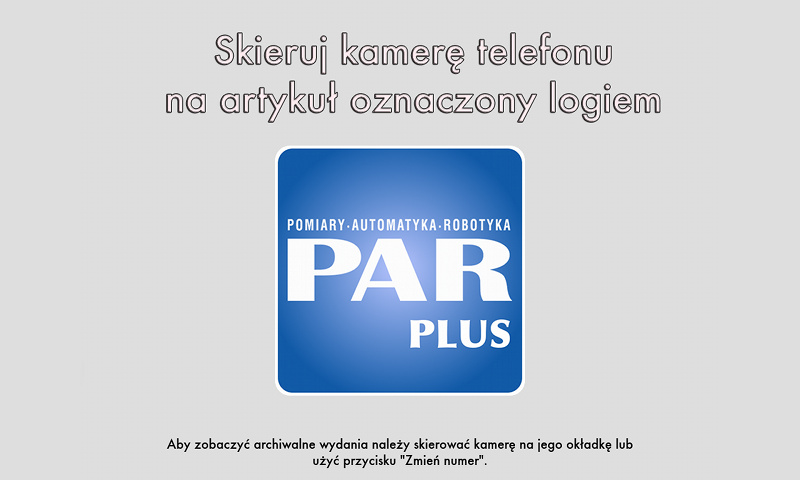 Skieruj kamerę telefonu
na artykuł oznaczony logiem
POMIARY·AUTOMATYKA·ROBOTYKA
PAR
PLUS
Aby zobaczyć archiwalne wydania należy skierować kamerę na jego okładkę lub
użyć przycisku "Zmień numer".